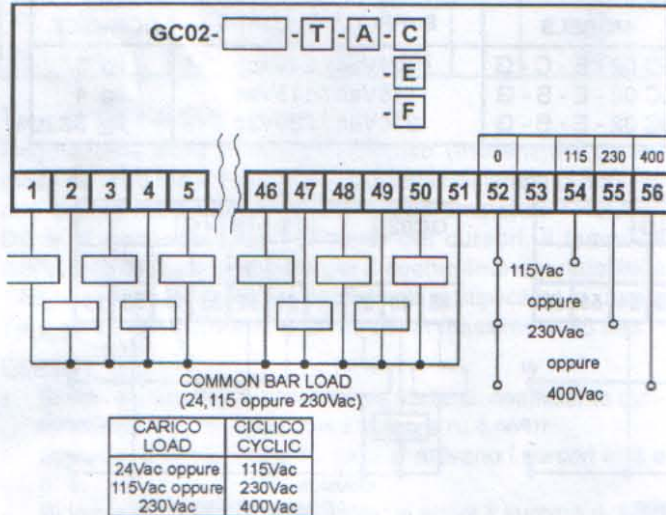 GC02- -T-A-C
-E
-F
0 115 230 400
1 2 3 4 5 46 47 48 49 50 51 52 53 54 55 56
115Vac
oppure
230Vac
oppure
400Vac
COMMON BAR LOAD
(24,115 oppure 230Vac)
CARICO CICLICO
LOAD CYCLIC
24Vac oppure 115Vac
115Vac oppure 230Vac
230Vac 400Vac